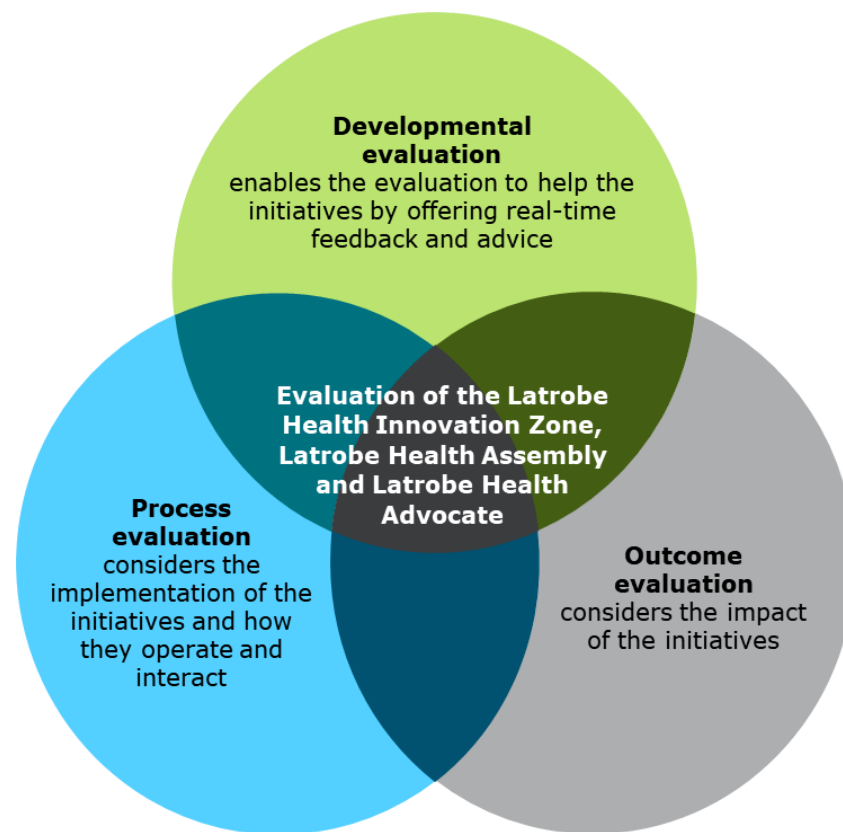 Developmental
evaluation
enables the evaluation to help the
initiatives by offering real-time
feedback and advice
Evaluation of the Latrobe
Health Innovation Zone,
Latrobe Health Assembly
and Latrobe Health
Advocate
Process
evaluation
considers the
implementation of the
initiatives and how
they operate and
interact
Outcome
evaluation
considers the impact
of the initiatives